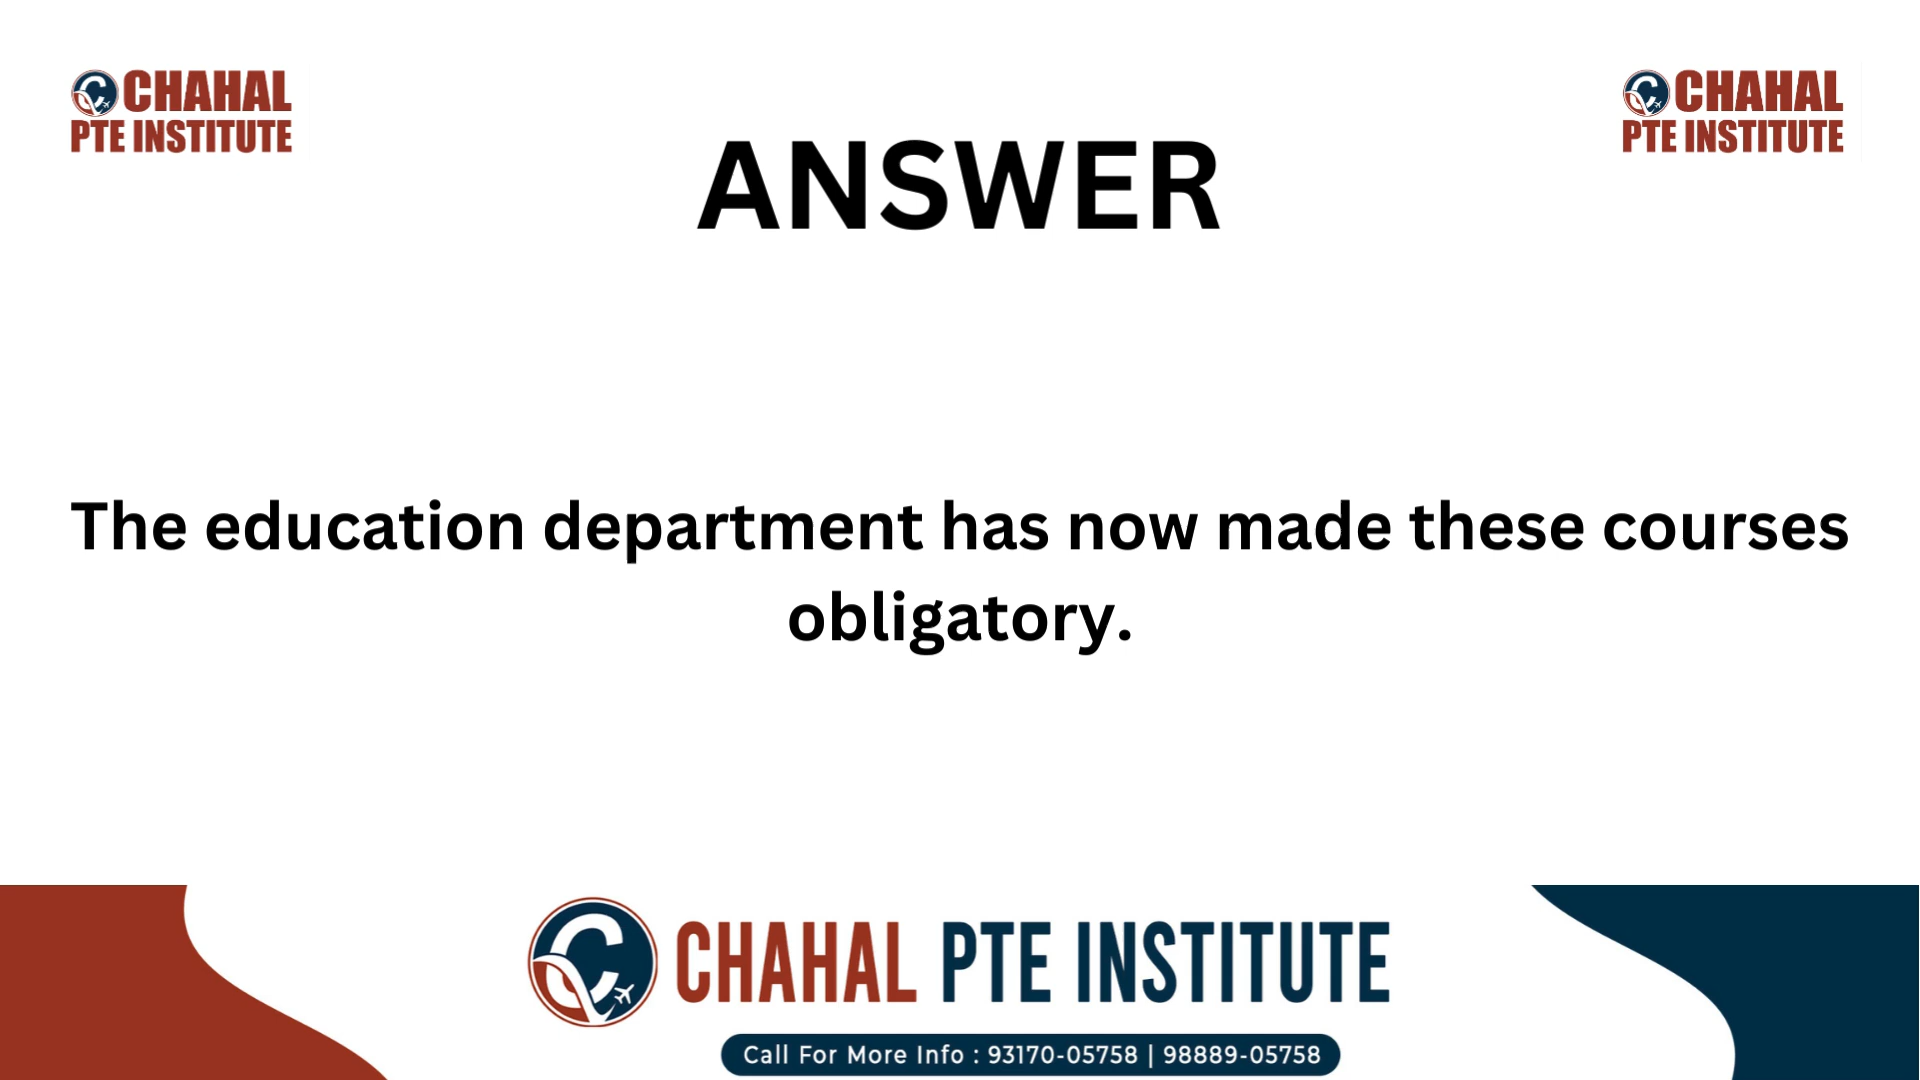 CHAHAL
PTE INSTITUTE
CHAHAL
PTE INSTITUTE
ANSWER
The education department has now made these courses
obligatory.
CHAHAL PTE INSTITUTE
Call For More Info : 93170-05758 | 98889-05758